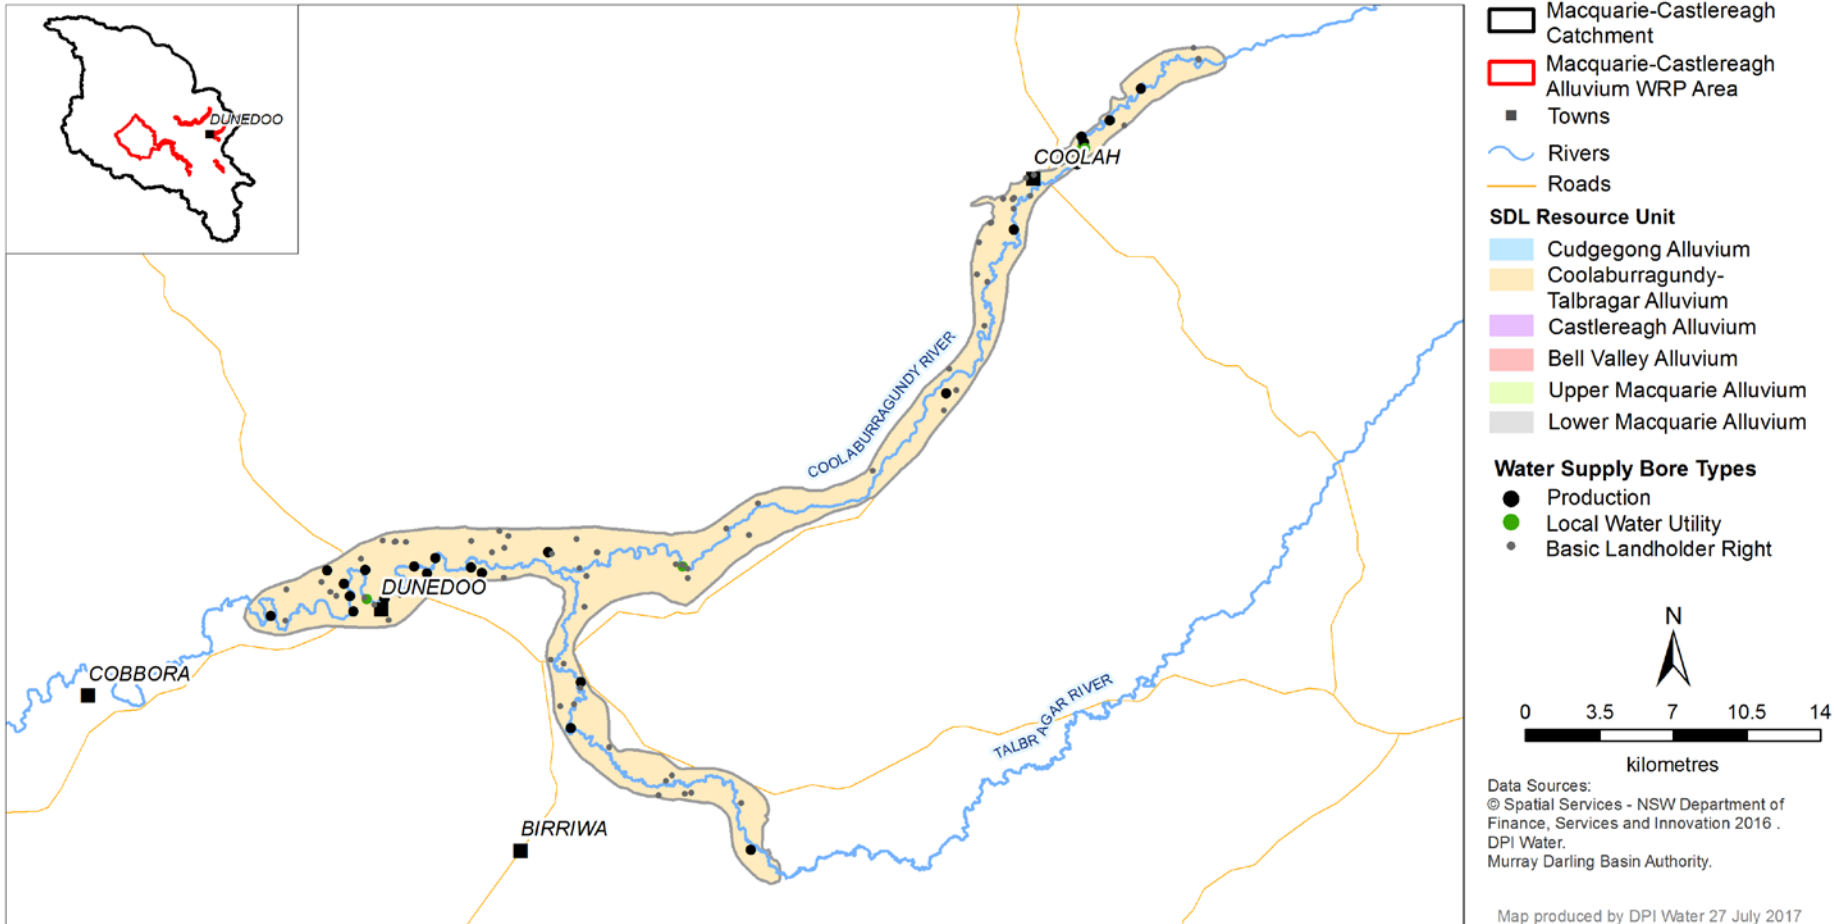 DUNEDOO
COOLAH
COOLABURRAGUNDY RIVER
DUNEDOO
COBBORA
TALBRAGAR RIVER
BIRRIWA
Macquarie-Castlereagh
Catchment
Macquarie-Castlereagh
Alluvium WRP Area
Towns
Rivers
Roads
SDL Resource Unit
Cudgegong Alluvium
Coolaburragundy-
Talbragar Alluvium
Castlereagh Alluvium
Bell Valley Alluvium
Upper Macquarie Alluvium
Lower Macquarie Alluvium
Water Supply Bore Types
Production
Local Water Utility
Basic Landholder Right
N
0 3.5 7 10.5 14
kilometres
Data Sources:
© Spatial Services - NSW Department of
Finance, Services and Innovation 2016 .
DPI Water.
Murray Darling Basin Authority.
Map produced by DPI Water 27 July 2017